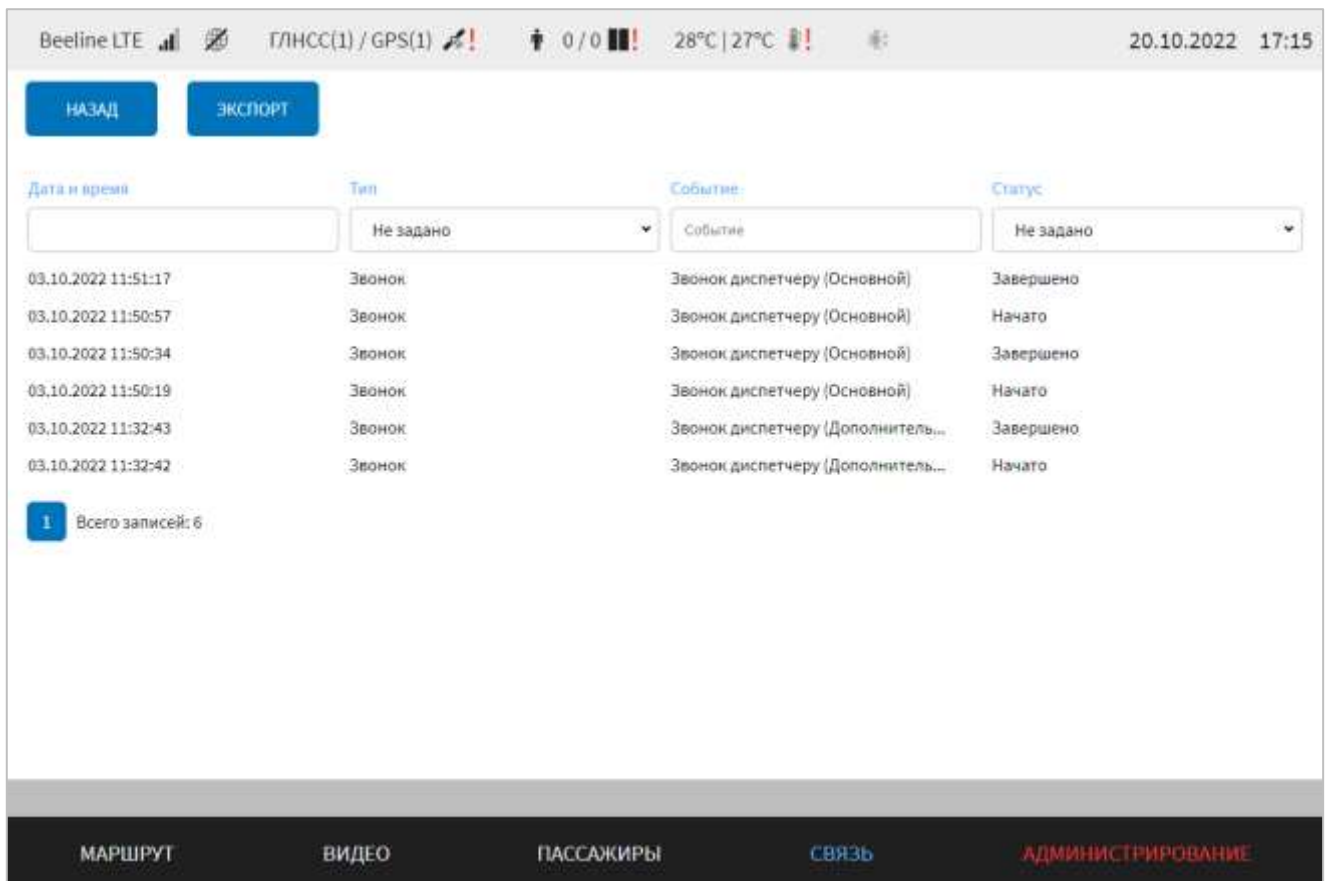 Beeline LTE ГЛНСС(1) / GPS(1) ! 0 / 0 ! 28°C | 27°C ! 20.10.2022 17:15
НАЗАД ЭКСПОРТ
Дата и время Тип Событие Статус
Не задано Событие Не задано
03.10.2022 11:51:17 Звонок Звонок диспетчеру (Основной) Завершено
03.10.2022 11:50:57 Звонок Звонок диспетчеру (Основной) Начато
03.10.2022 11:50:34 Звонок Звонок диспетчеру (Основной) Завершено
03.10.2022 11:50:19 Звонок Звонок диспетчеру (Основной) Начато
03.10.2022 11:32:43 Звонок Звонок диспетчеру (Дополнитель... Завершено
03.10.2022 11:32:42 Звонок Звонок диспетчеру (Дополнитель... Начато
1 Всего записей: 6
МАРШРУТ ВИДЕО ПАССАЖИРЫ СВЯЗЬ АДМИНИСТРИРОВАНИЕ